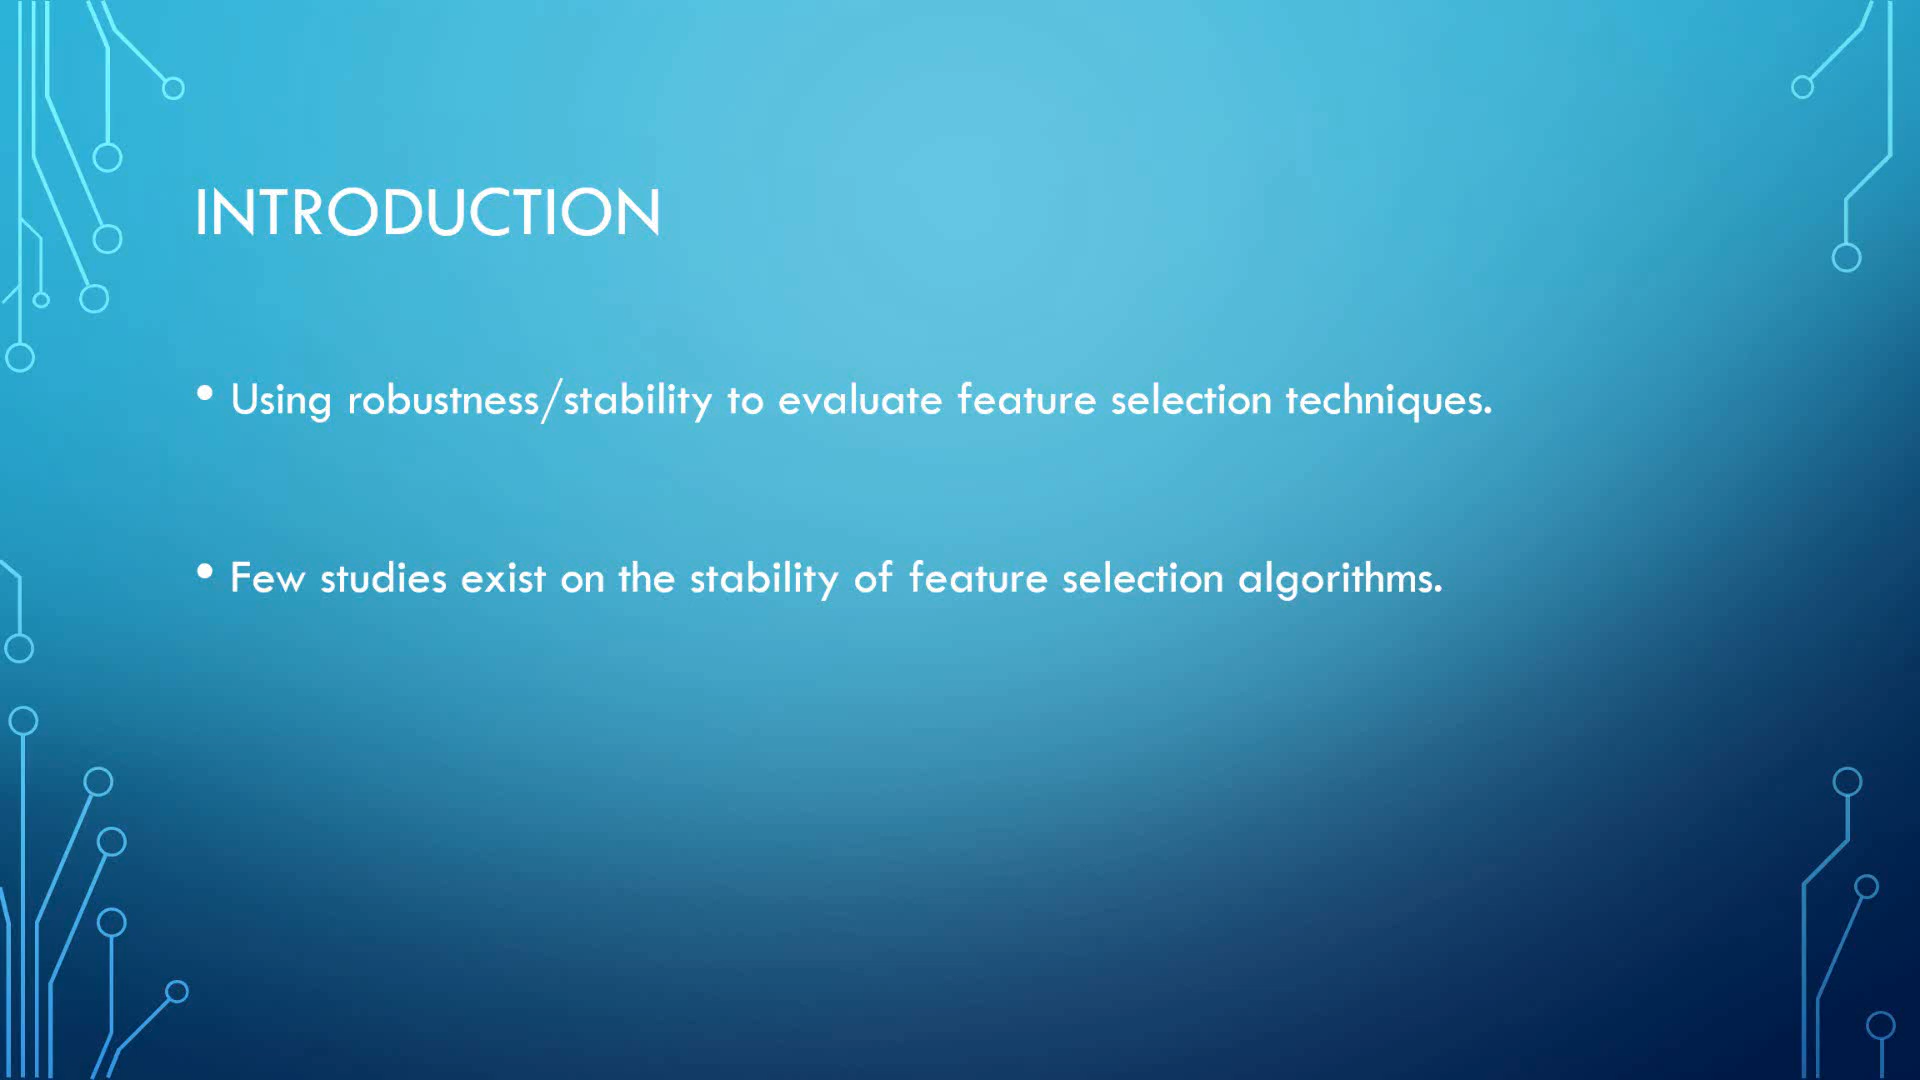 INTRODUCTION
• Using robustness/stability to evaluate feature selection techniques.
• Few studies exist on the stability of feature selection algorithms.